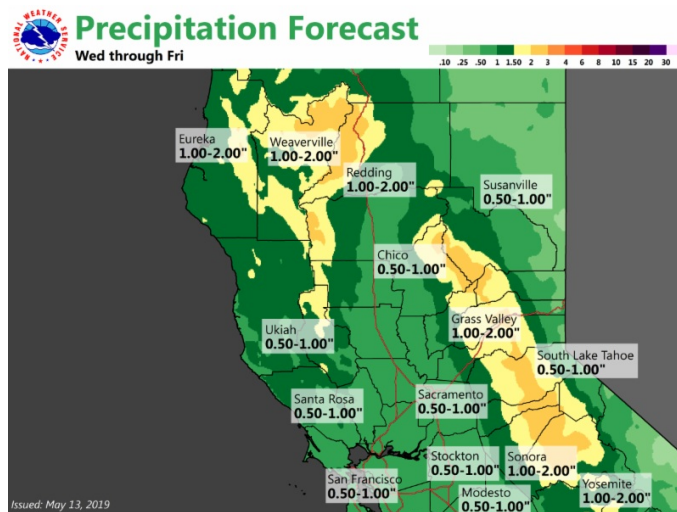 NATIONAL WEATHER SERVICE
Precipitation Forecast
Wed through Fri
.10 .25 .50 1 1.50 2 3 4 6 8 10 15 20 30
Eureka
1.00-2.00"
Weaverville
1.00-2.00"
Redding
1.00-2.00"
Susanville
0.50-1.00"
Chico
0.50-1.00"
Grass Valley
1.00-2.00"
Ukiah
0.50-1.00"
South Lake Tahoe
0.50-1.00"
Santa Rosa
0.50-1.00"
Sacramento
0.50-1.00"
Stockton
0.50-1.00"
Sonora
1.00-2.00"
San Francisco
0.50-1.00"
Modesto
0.50-1.00"
Yosemite
1.00-2.00"
Issued: May 13, 2019